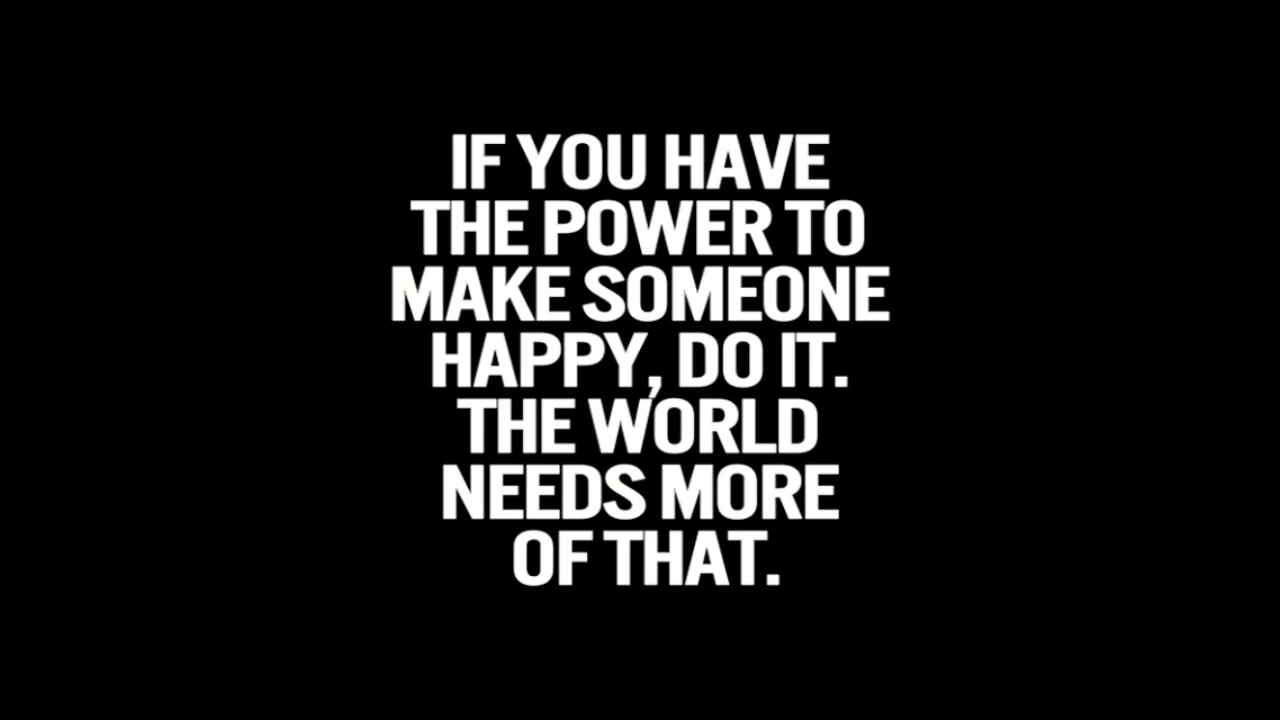 IF YOU HAVE
THE POWER TO
MAKE SOMEONE
HAPPY, DO IT.
THE WORLD
NEEDS MORE
OF THAT.